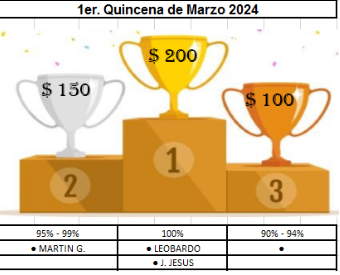 1er. Quincena de Marzo 2024
$ 200
$ 150
$ 100
1
2
3
95% - 99% 100% 90% - 94%
● MARTIN G. ● LEOBARDO ●
● J. JESUS